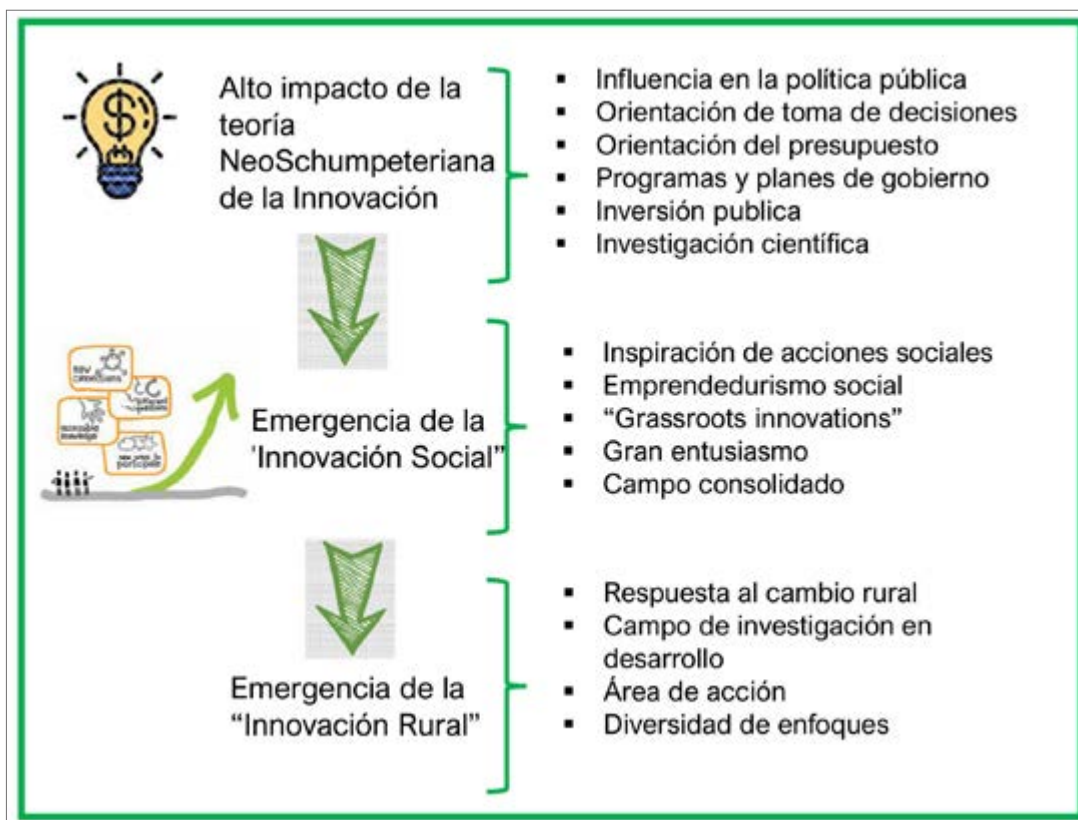 Alto impacto de la
teoría
NeoSchumpeteriana
de la Innovación
▪ Influencia en la política pública
▪ Orientación de toma de decisiones
▪ Orientación del presupuesto
▪ Programas y planes de gobierno
▪ Inversión publica
▪ Investigación científica
Emergencia de la
'Innovación Social”
▪ Inspiración de acciones sociales
▪ Emprendedurismo social
▪ “Grassroots innovations”
▪ Gran entusiasmo
▪ Campo consolidado
Emergencia de la
“Innovación Rural”
▪ Respuesta al cambio rural
▪ Campo de investigación en
desarrollo
▪ Área de acción
▪ Diversidad de enfoques